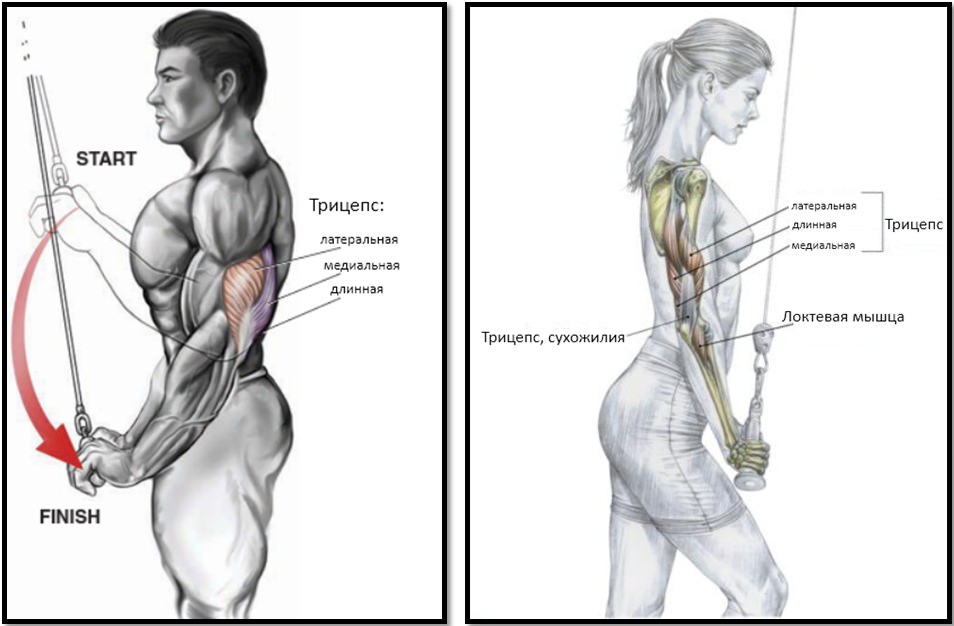 START
Трицепс:
латеральная
медиальная
длинная
FINISH
латеральная
длинная
медиальная
Трицепс
Локтевая мышца
Трицепс, сухожилия